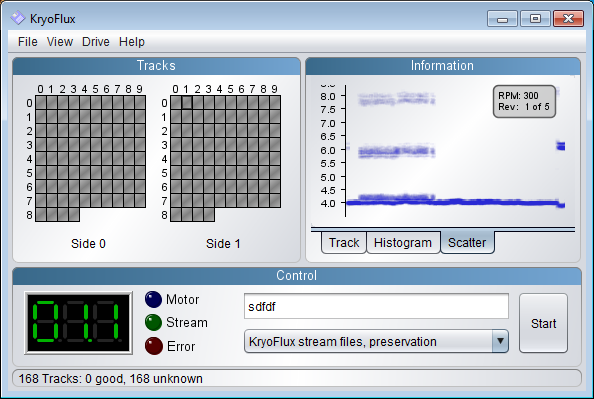 KryoFlux
File View Drive Help
Tracks
0 1 2 3 4 5 6 7 8 9
0
1
2
3
4
5
6
7
8
Side 0
0 1 2 3 4 5 6 7 8 9
0
1
2
3
4
5
6
7
8
Side 1
Information
8.0
7.5
7.0
6.5
6.0
5.5
5.0
4.5
4.0
RPM: 300
Rev: 1 of 5
Track Histogram Scatter
Control
01.1
Motor
Stream
Error
sdfdf
KryoFlux stream files, preservation
Start
168 Tracks: 0 good, 168 unknown